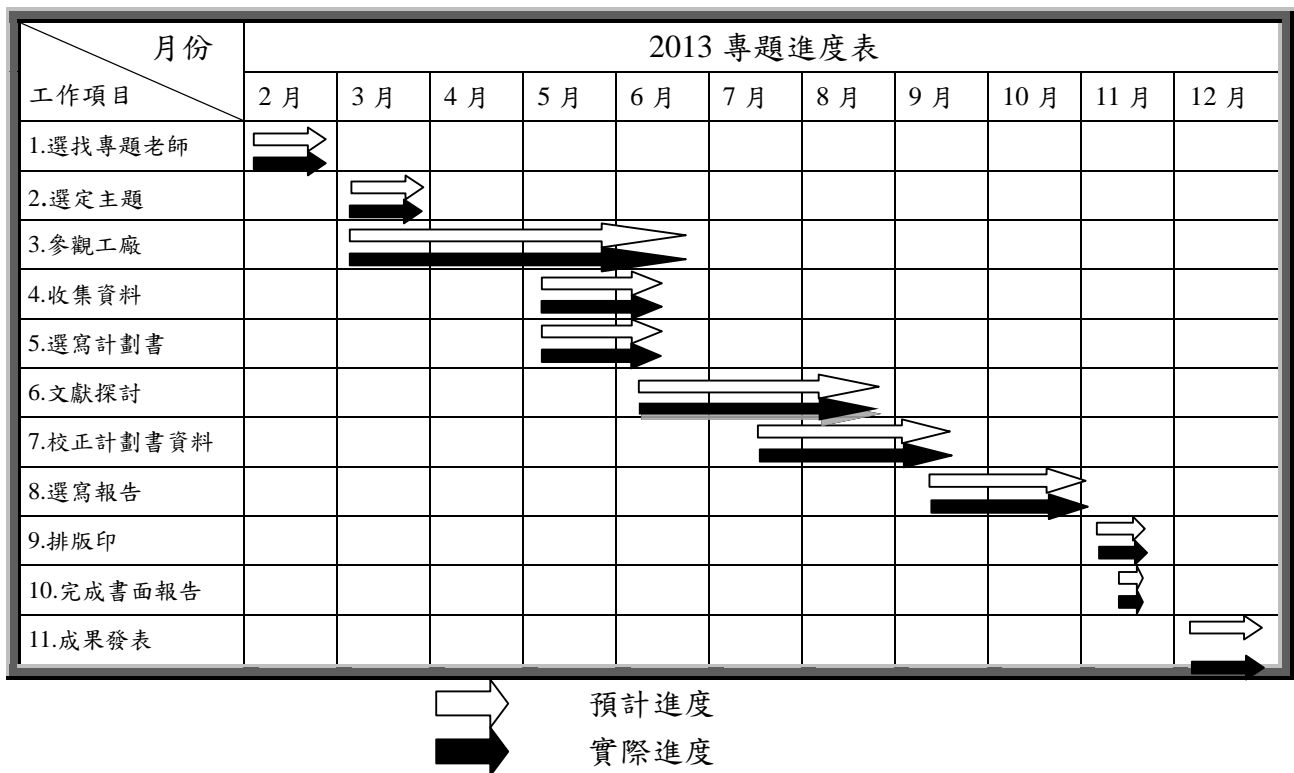 月份
2013 專題進度表
工作項目
2 月 3 月 4 月 5 月 6 月 7 月 8 月 9 月 10 月 11 月 12 月
1.選找專題老師
2.選定主題
3.參觀工廠
4.收集資料
5.選寫計劃書
6.文獻探討
7.校正計劃書資料
8.選寫報告
9.排版印
10.完成書面報告
11.成果發表
預計進度
實際進度